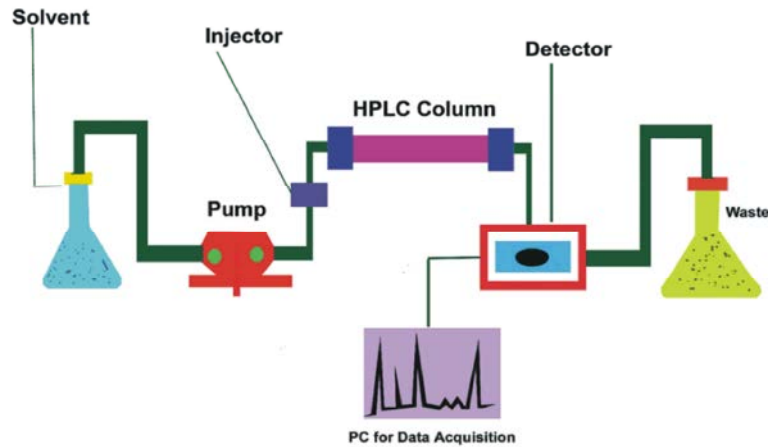 Solvent
Injector
Detector
HPLC Column
Pump
Waste
PC for Data Acquisition